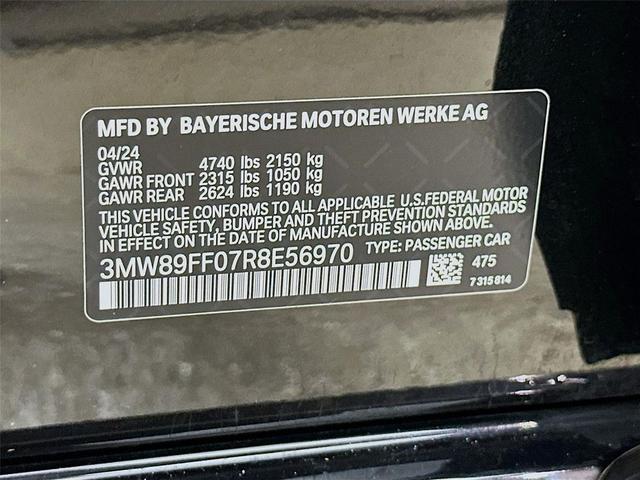 MFD BY BAYERISCHE MOTOREN WERKE AG
04/24
GVWR 4740 lbs 2150 kg
GAWR FRONT 2315 lbs 1050 kg
GAWR REAR 2624 lbs 1190 kg
THIS VEHICLE CONFORMS TO ALL APPLICABLE U.S.FEDERAL MOTOR
VEHICLE SAFETY, BUMPER AND THEFT PREVENTION STANDARDS
IN EFFECT ON THE DATE OF MANUFACTURE SHOWN ABOVE.
3MW89FF07R8E56970 TYPE: PASSENGER CAR
475
7315814